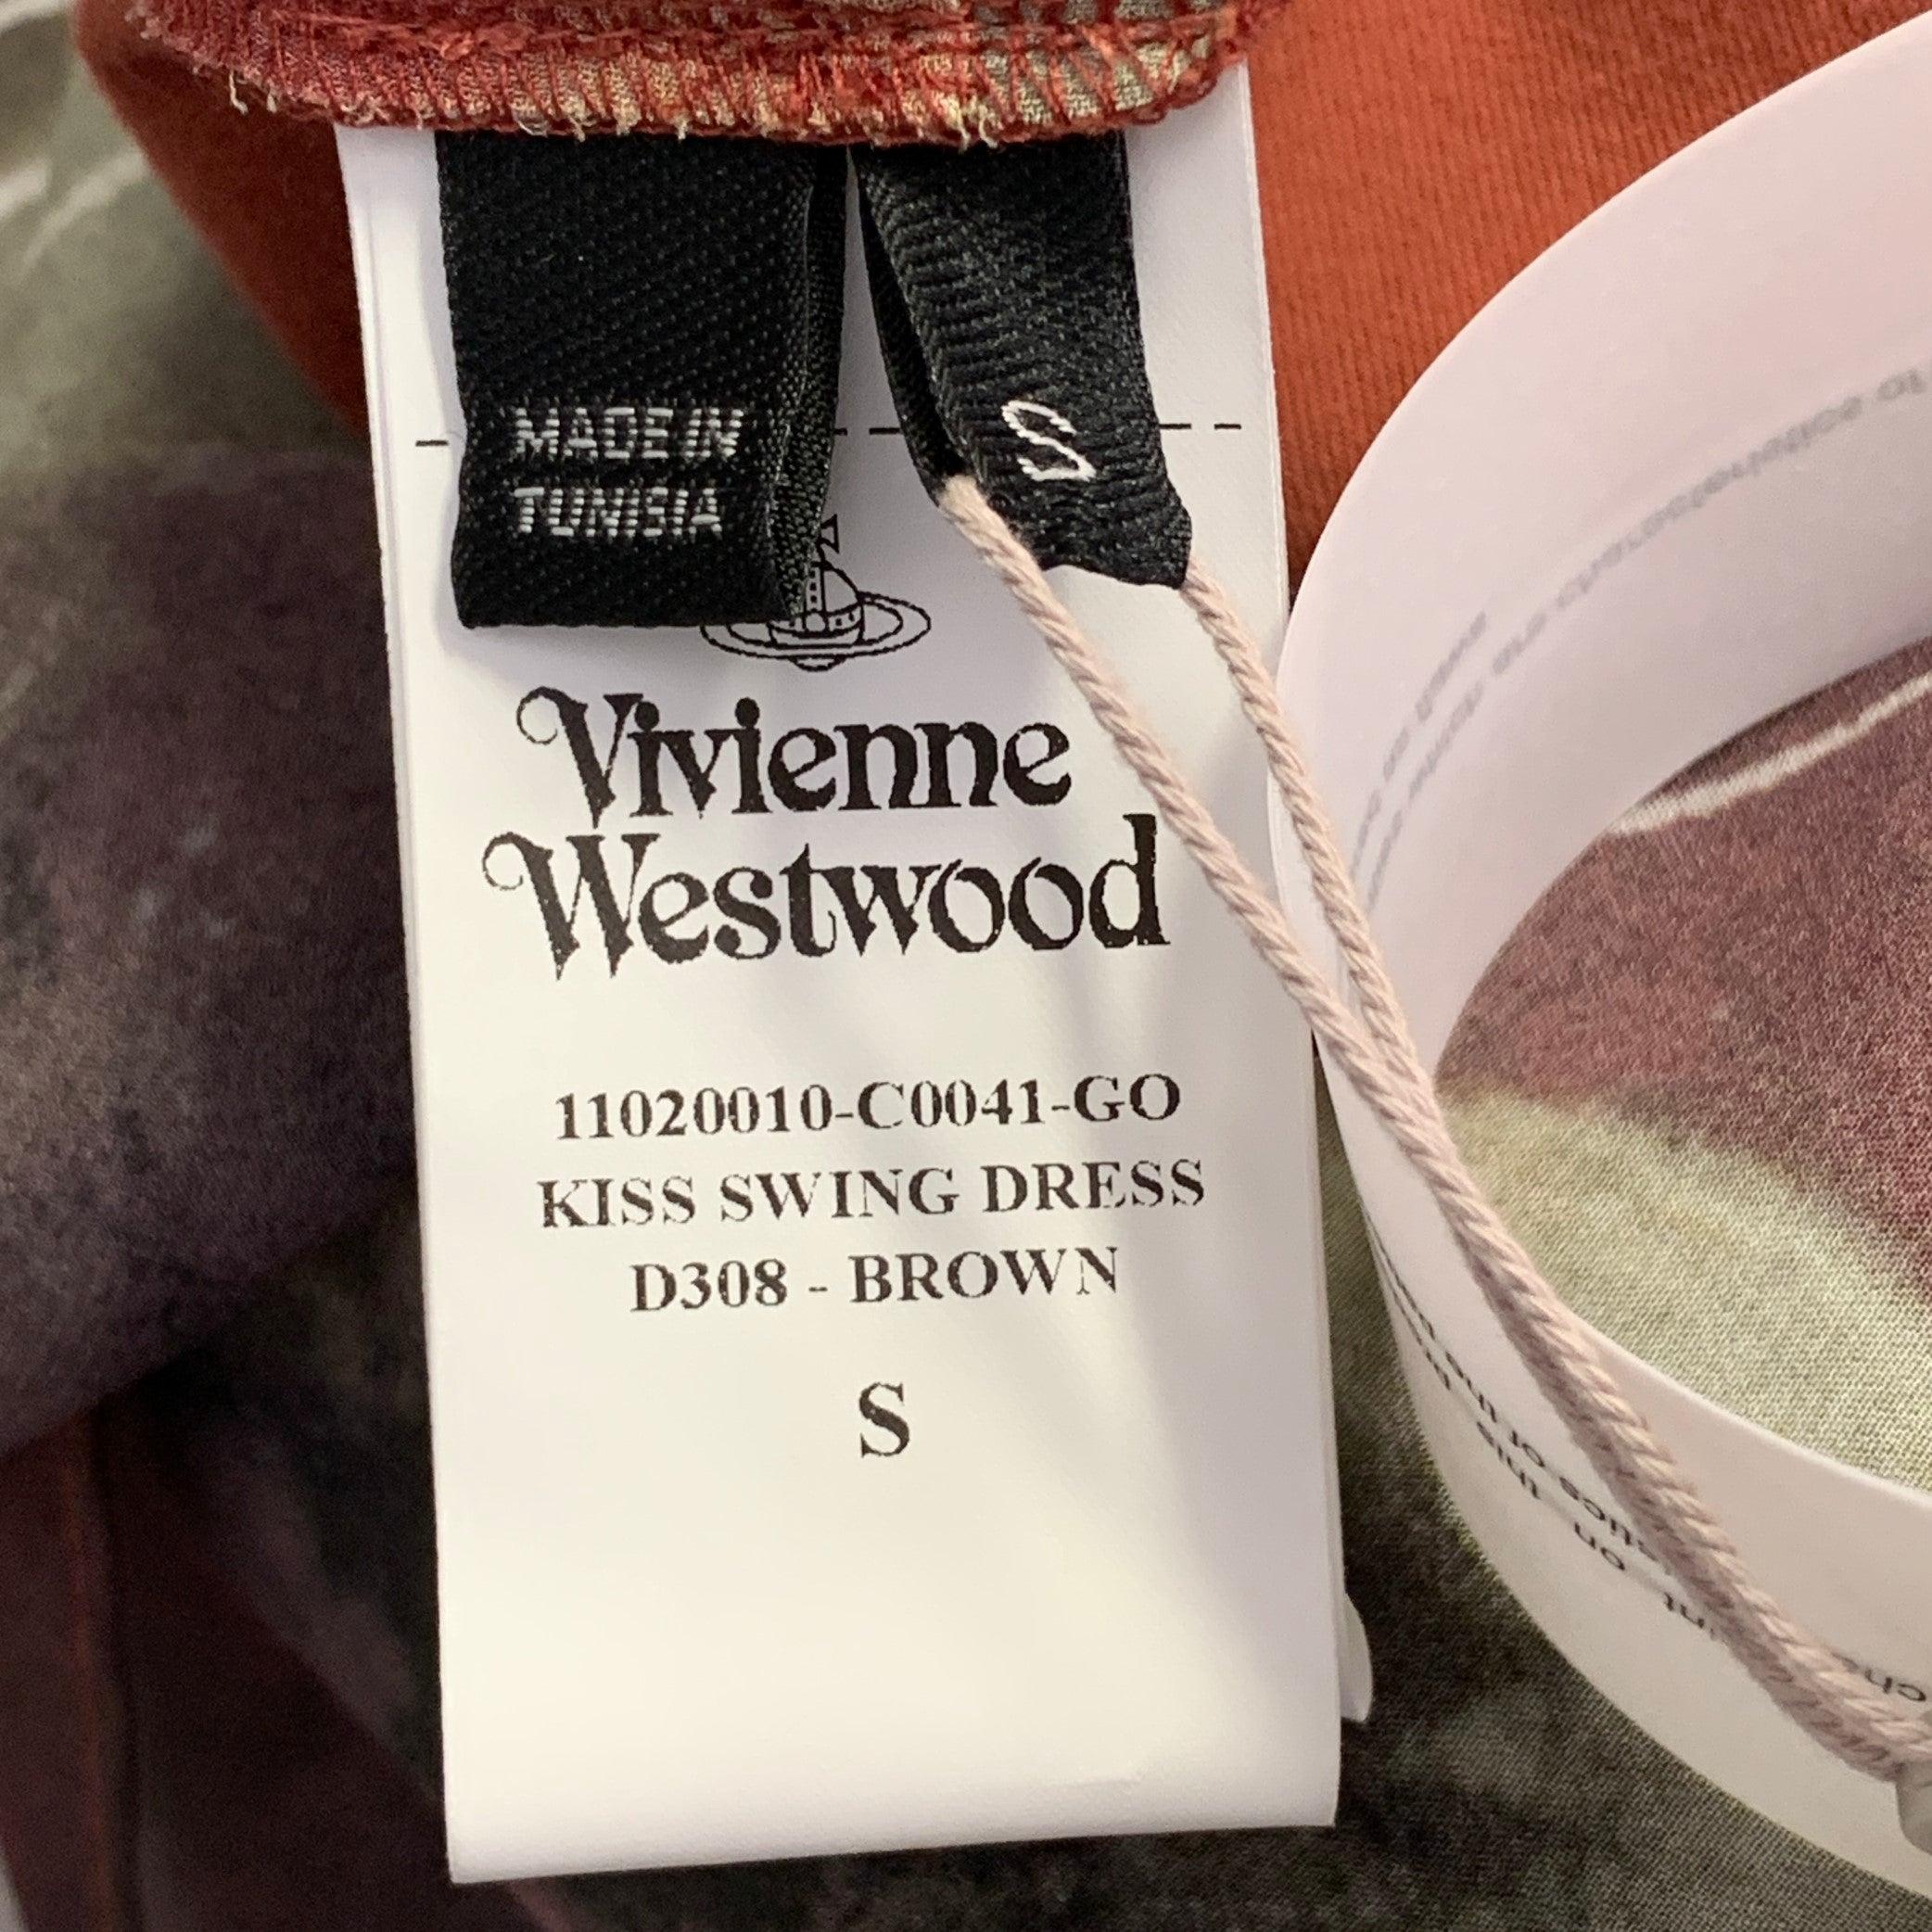 MADE IN
TUNISIA
S
Vivienne
Westwood
11020010-C0041-GO
KISS SWING DRESS
D308 - BROWN
S